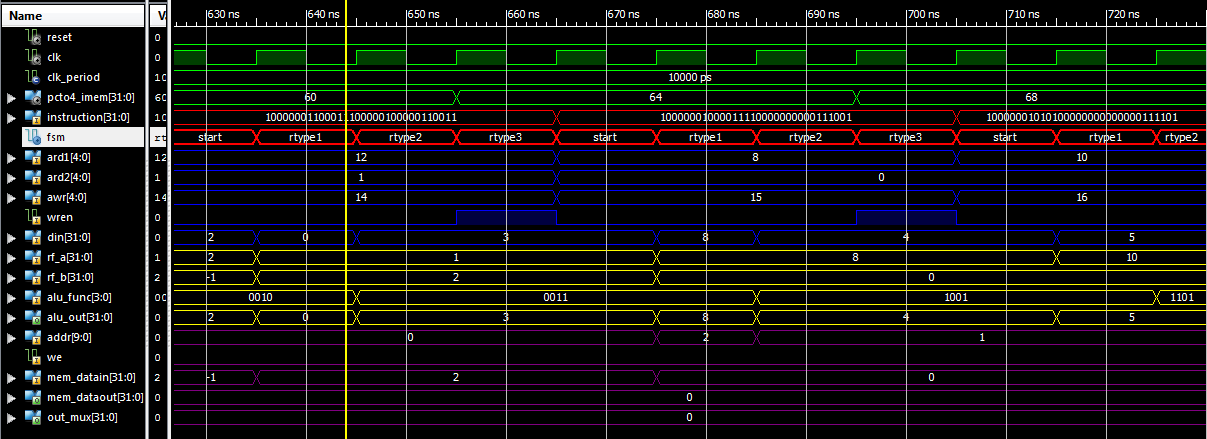 Name V 630 ns 640 ns 650 ns 660 ns 670 ns 680 ns 690 ns 700 ns 710 ns 720 ns
reset 0
clk 0
clk_period 10 10000 ps
pcto4_imem[31:0] 60 60 64 68
instruction[31:0] 10 10000001100011100000100000110011 10000001000011110000000000111001 10000001010100000000000000111101
fsm rt start rtype1 rtype2 rtype3 start rtype1 rtype2 rtype3 start rtype1 rtype2
ard1[4:0] 12 12 8 10
ard2[4:0] 1 1 0
awr[4:0] 14 14 15 16
wren 0
din[31:0] 0 2 0 3 8 4 5
rf_a[31:0] 1 2 1 8 10
rf_b[31:0] 2 -1 2 0
alu_func[3:0] 00 0010 0011 1001 1101
alu_out[31:0] 0 2 0 3 8 4 5
addr[9:0] 0 0 2 1
we 0
mem_datain[31:0] 2 -1 2 0
mem_dataout[31:0] 0 0
out_mux[31:0] 0 0